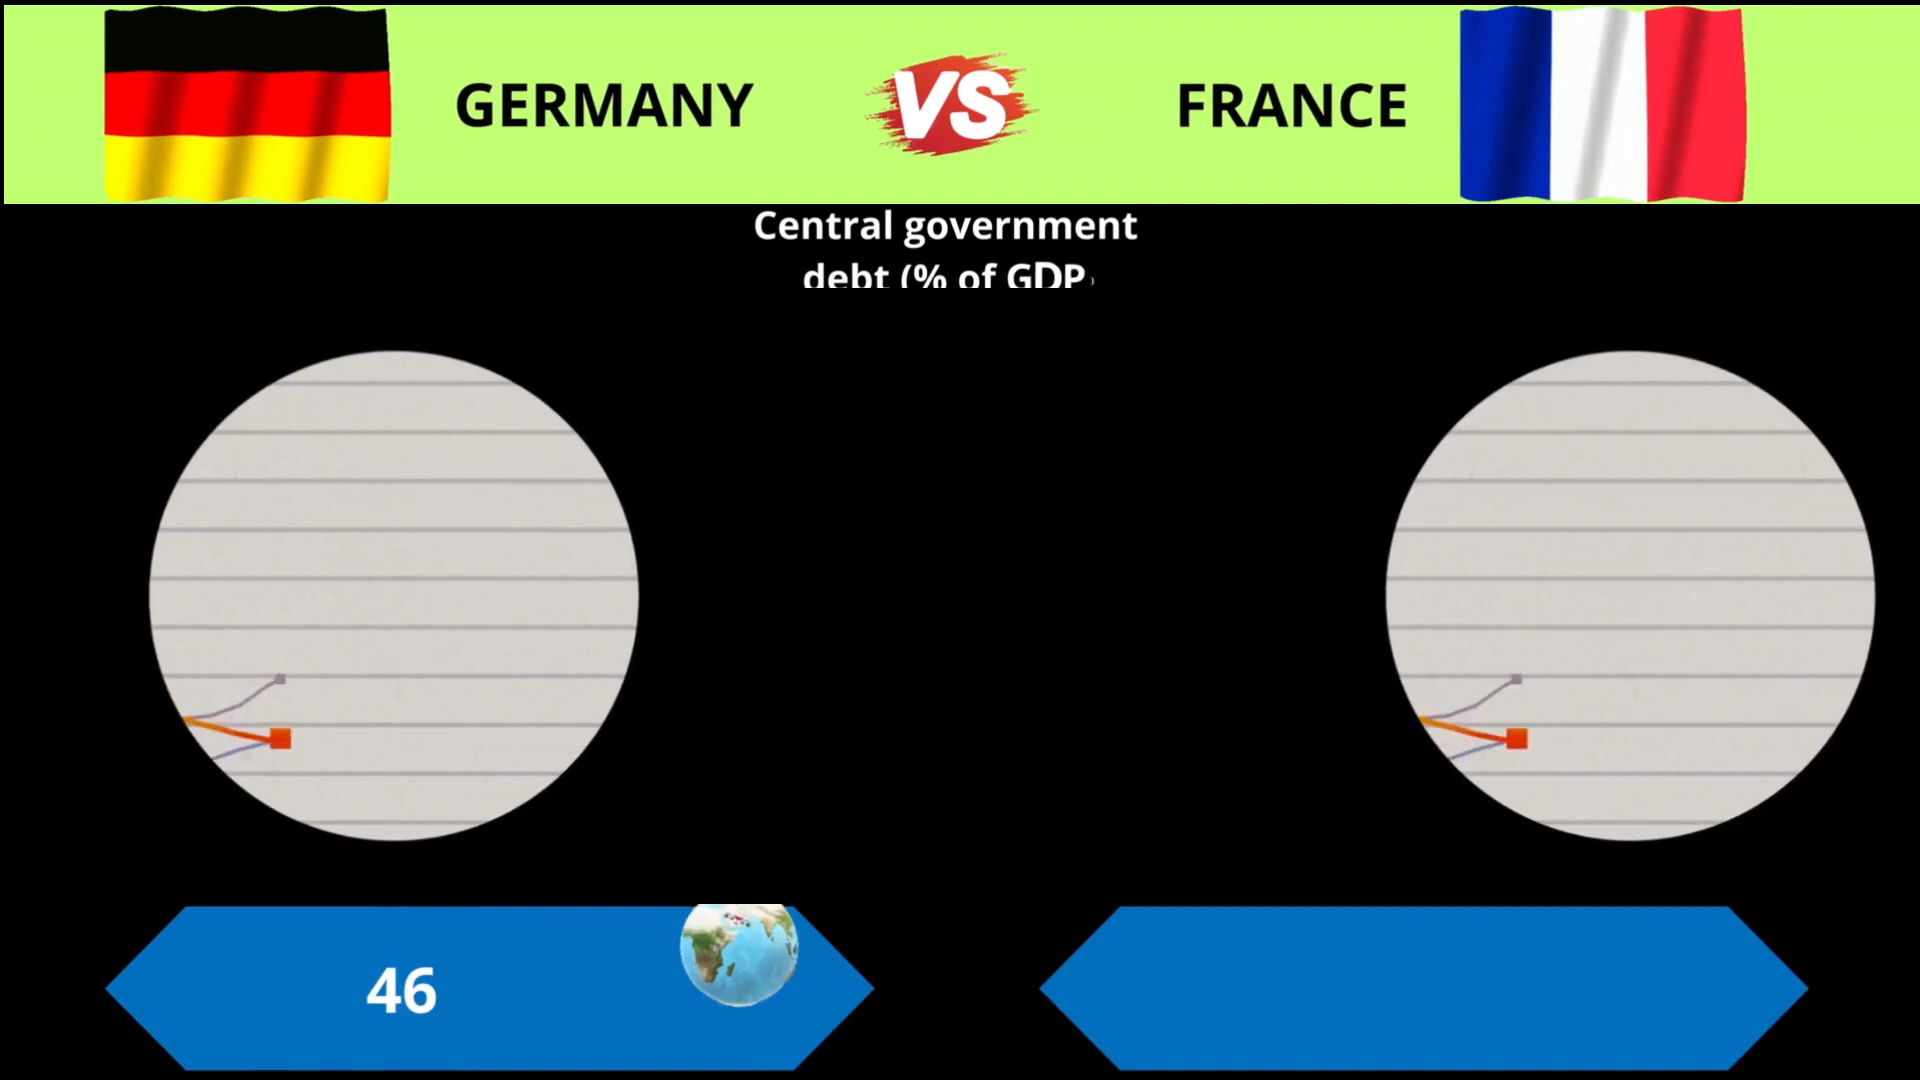 GERMANY
VS
FRANCE
Central government
debt (% of GDP)
46